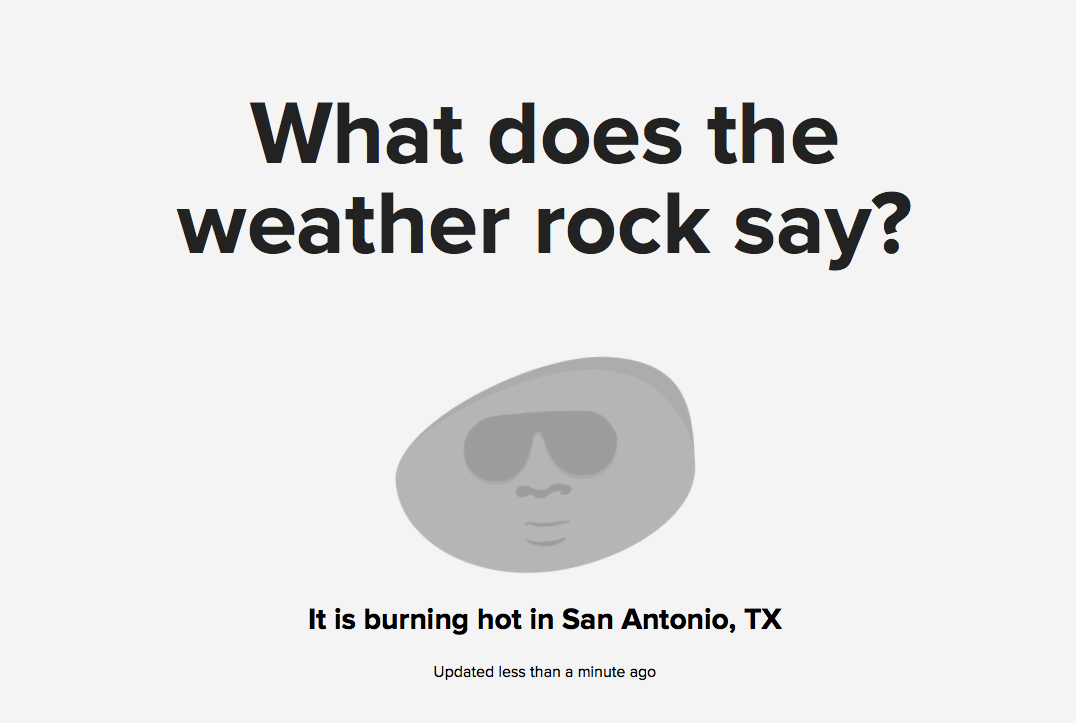 What does the
weather rock say?
It is burning hot in San Antonio, TX
Updated less than a minute ago